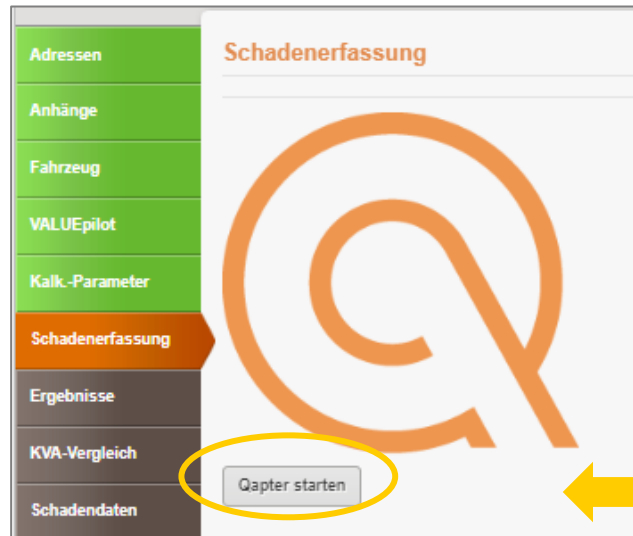 Adressen
Schadenerfassung
Anhänge
Fahrzeug
VALUEpilot
Kalk.-Parameter
Schadenerfassung
Ergebnisse
KVA-Vergleich
Qapter starten
Schadendaten